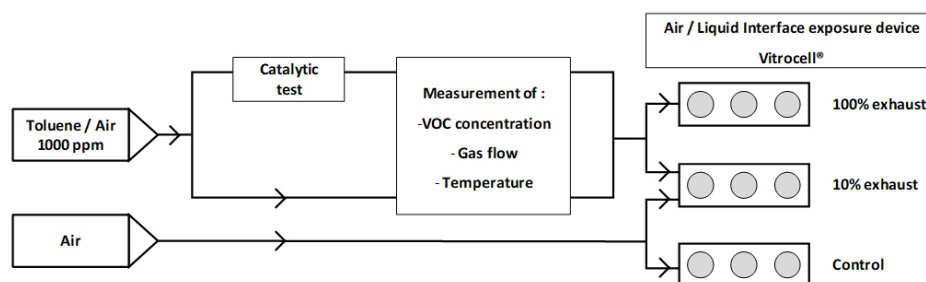 Air / Liquid Interface exposure device
Vitrocell®
Catalytic
test
Measurement of :
-VOC concentration
- Gas flow
- Temperature
Toluene / Air
1000 ppm
100% exhaust
10% exhaust
Air
Control